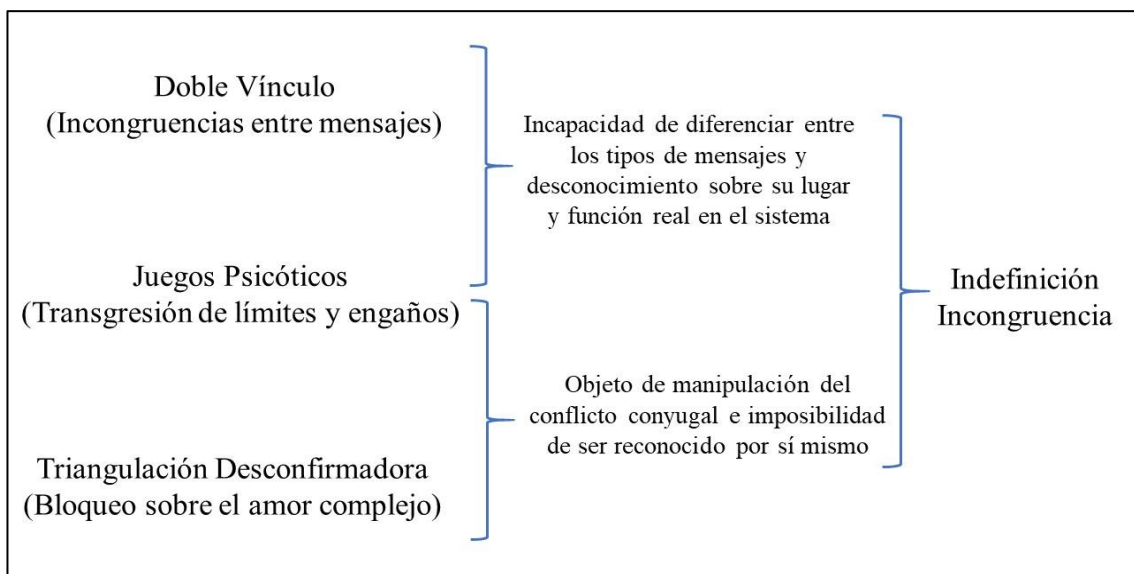 Doble Vínculo
(Incongruencias entre mensajes)
Juegos Psicóticos
(Transgresión de límites y engaños)
Triangulación Desconfirmadora
(Bloqueo sobre el amor complejo)
Incapacidad de diferenciar entre
los tipos de mensajes y
desconocimiento sobre su lugar
y función real en el sistema
Objeto de manipulación del
conflicto conyugal e imposibilidad
de ser reconocido por sí mismo
Indefinición
Incongruencia